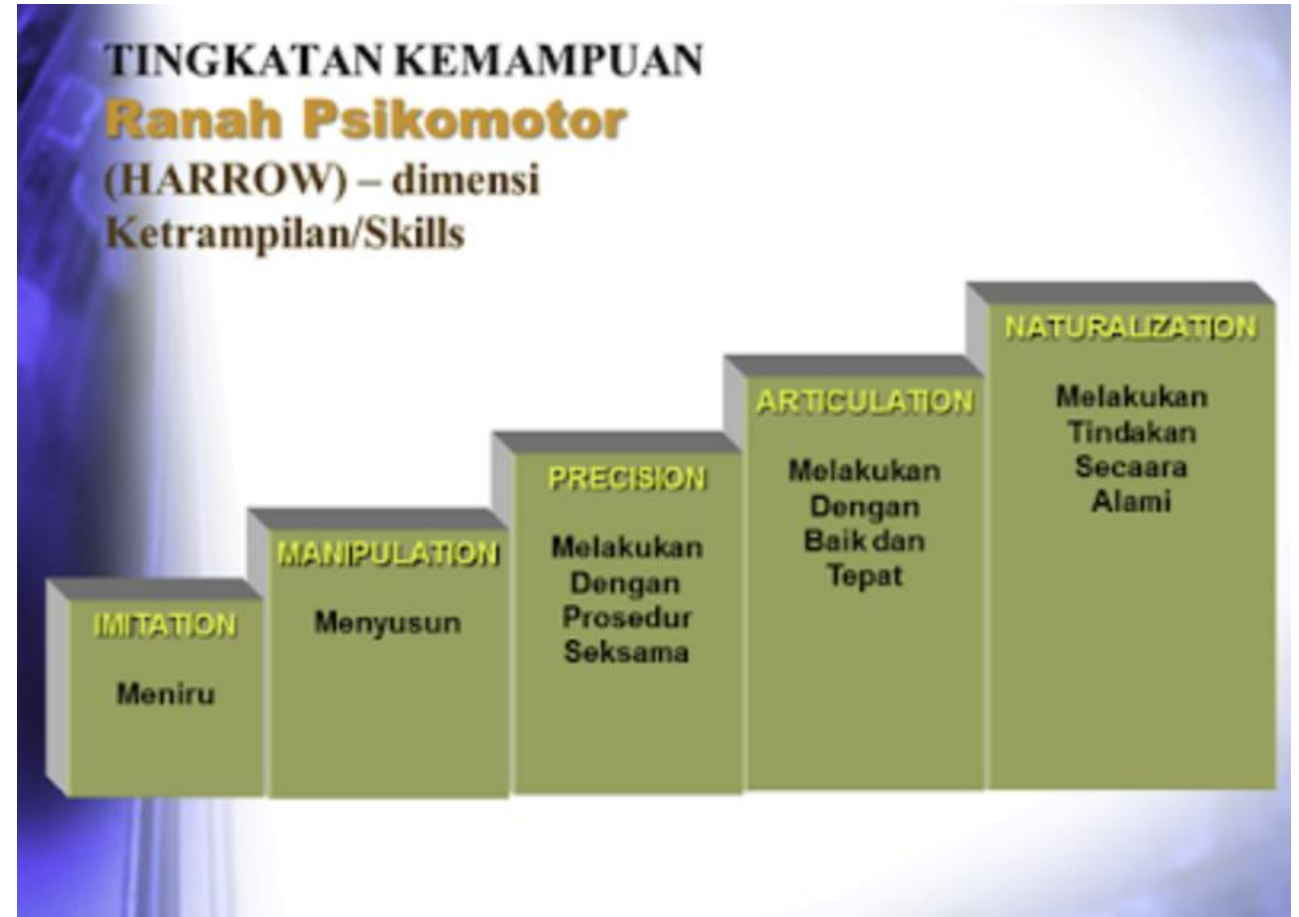 TINGKATAN KEMAMPUAN
Ranah Psikomotor
(HARROW) – dimensi
Ketrampilan/Skills
IMITATION
Meniru
MANIPULATION
Menyusun
PRECISION
Melakukan
Dengan
Prosedur
Seksama
ARTICULATION
Melakukan
Dengan
Baik dan
Tepat
NATURALIZATION
Melakukan
Tindakan
Secaara
Alami